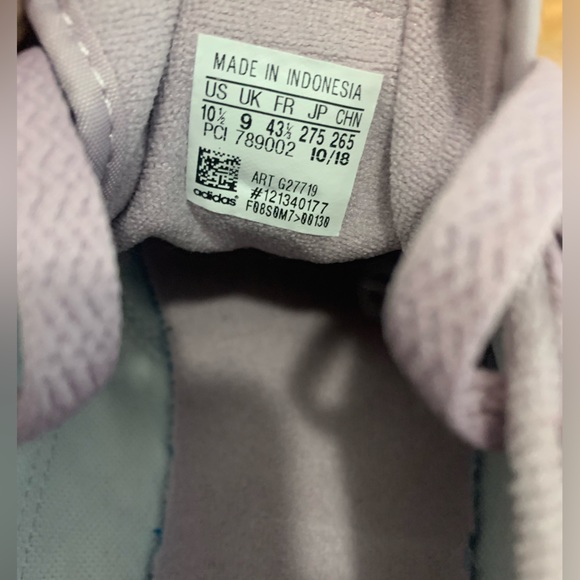 MADE IN INDONESIA
US UK FR JP CHN
10½ 9 43⅓ 275 265
PCI 789002 10/18
ART G27719
#121340177
adidas F08S0M7>00130